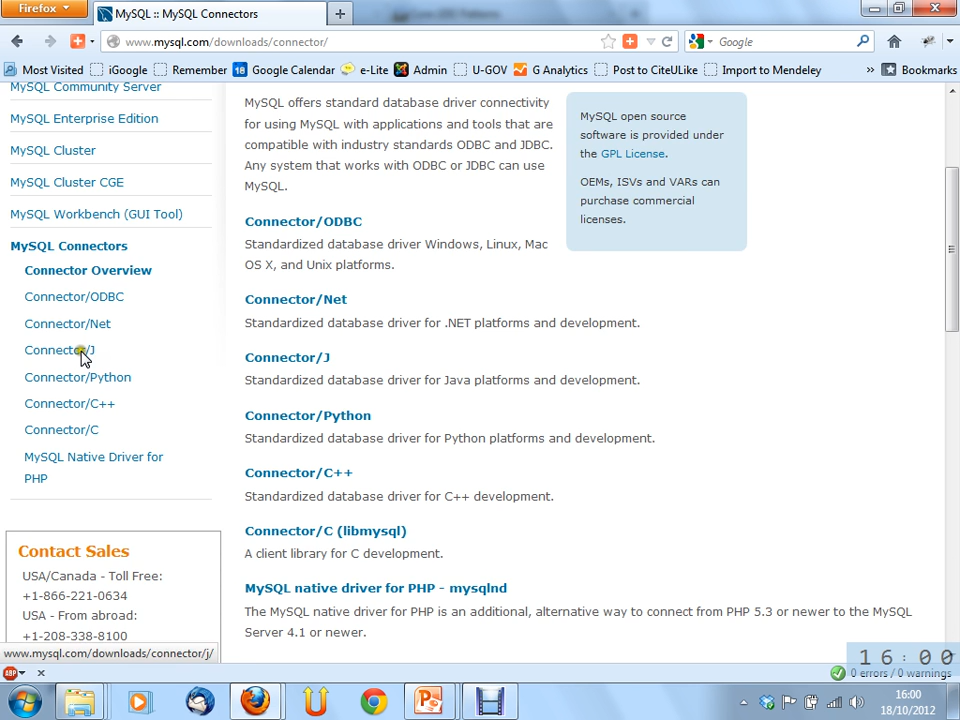 Firefox
MySQL :: MySQL Connectors
www.mysql.com/downloads/connector/
Google
Most Visited
iGoogle
Remember
18
Google Calendar
e-Lite
Admin
U-GOV
G Analytics
Post to CiteULike
Import to Mendeley
»
Bookmarks
MySQL Community Server
MySQL Enterprise Edition
MySQL Cluster
MySQL Cluster CGE
MySQL Workbench (GUI Tool)
MySQL Connectors
Connector Overview
Connector/ODBC
Connector/Net
Connector/J
Connector/Python
Connector/C++
Connector/C
MySQL Native Driver for
PHP
Contact Sales
USA/Canada - Toll Free:
+1-866-221-0634
USA - From abroad:
+1-208-338-8100
MySQL offers standard database driver connectivity
for using MySQL with applications and tools that are
compatible with industry standards ODBC and JDBC.
Any system that works with ODBC or JDBC can use
MySQL.
MySQL open source
software is provided under
the GPL License.
OEMs, ISVs and VARs can
purchase commercial
licenses.
Connector/ODBC
Standardized database driver Windows, Linux, Mac
OS X, and Unix platforms.
Connector/Net
Standardized database driver for .NET platforms and development.
Connector/J
Standardized database driver for Java platforms and development.
Connector/Python
Standardized database driver for Python platforms and development.
Connector/C++
Standardized database driver for C++ development.
Connector/C (libmysql)
A client library for C development.
MySQL native driver for PHP - mysqlnd
The MySQL native driver for PHP is an additional, alternative way to connect from PHP 5.3 or newer to the MySQL
Server 4.1 or newer.
www.mysql.com/downloads/connector/j/
16:00
ABP
0 errors / 0 warnings
16:00
18/10/2012